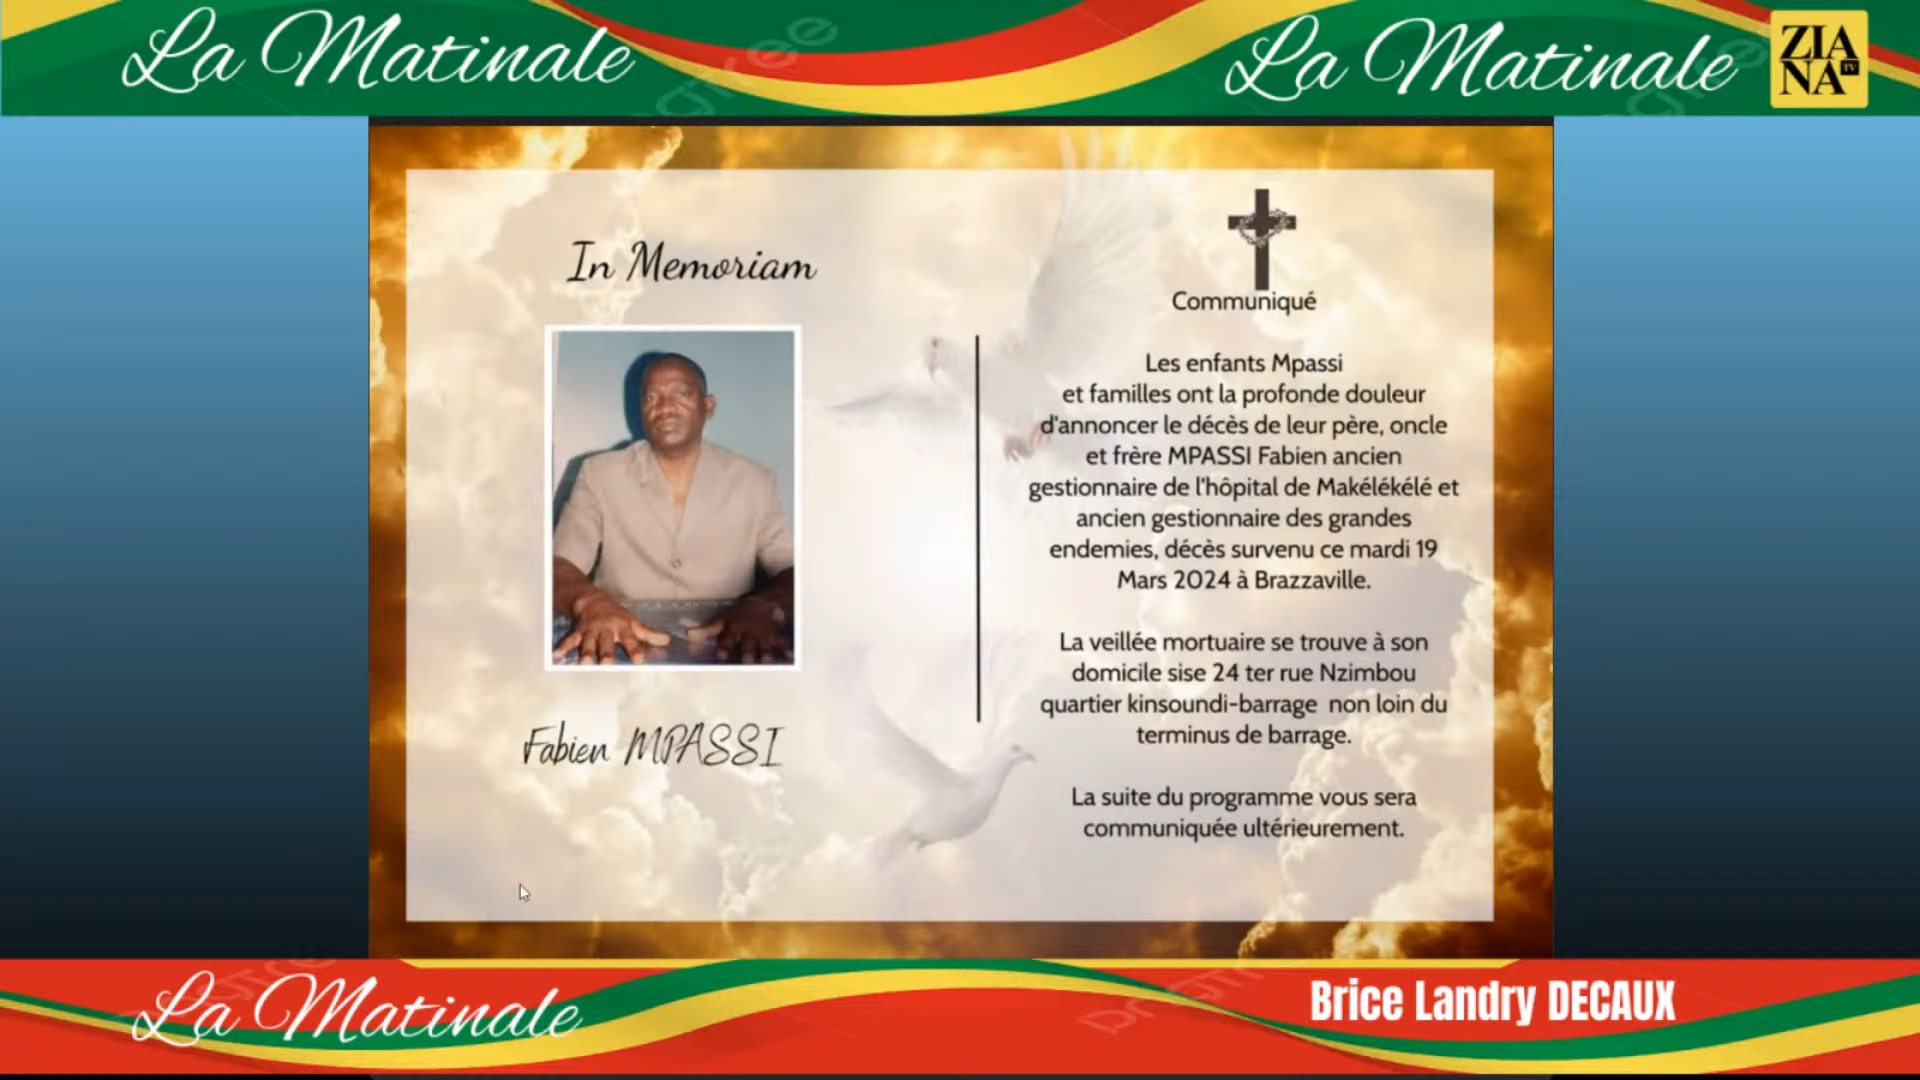 La Matinale
La Matinale
ZIA
NA TV
In Memoriam
Fabien MPASSI
Communiqué
Les enfants Mpassi
et familles ont la profonde douleur
d'annoncer le décès de leur père, oncle
et frère MPASSI Fabien ancien
gestionnaire de l'hôpital de Makélékélé et
ancien gestionnaire des grandes
endemies, décès survenu ce mardi 19
Mars 2024 à Brazzaville.
La veillée mortuaire se trouve à son
domicile sise 24 ter rue Nzimbou
quartier kinsoundi-barrage non loin du
terminus de barrage.
La suite du programme vous sera
communiquée ultérieurement.
La Matinale
Brice Landry DECAUX